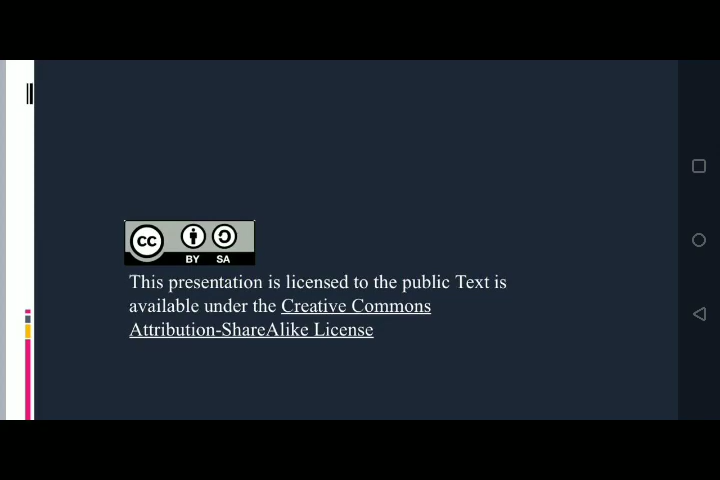 CC
BY SA
This presentation is licensed to the public Text is
available under the Creative Commons
Attribution-ShareAlike License